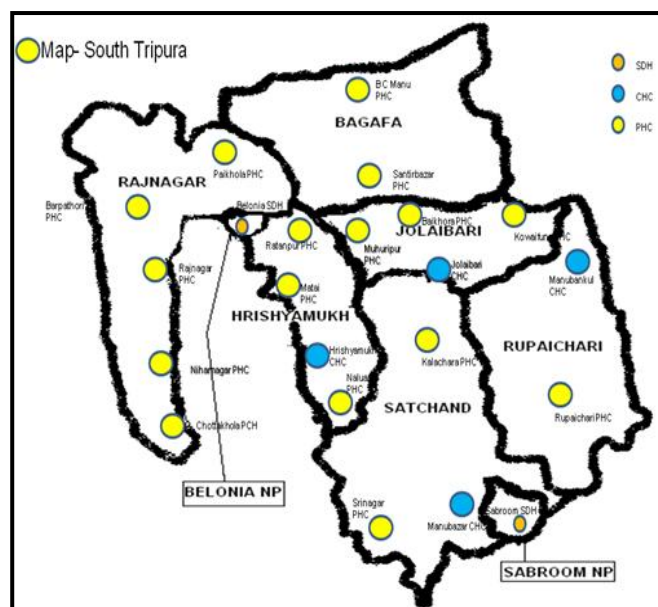 Map- South Tripura
SDH
CHC
PHC
BC Manu
PHC
BAGAFA
Paikhola PHC
Santirbazar
PHC
RAJNAGAR
Barpathori
PHC
Belonia SDH
Ratanpur PHC
Baikhora PHC
JOLAIBARI
Muhuripur
PHC
PHC
Rajnagar
PHC
Jolaibari
CHC
Manubankul
CHC
Matai
PHC
HRISHYAMUKH
Hrishyamukh
CHC
RUPAICHARI
Kalachara PHC
Nihamagar PHC
Nalua
PHC
SATCHAND
Rupaichari PHC
Chottakhola PCH
BELONIA NP
Srinagar
PHC
Manubazar CHC
Sabroom SDH
SABROOM NP